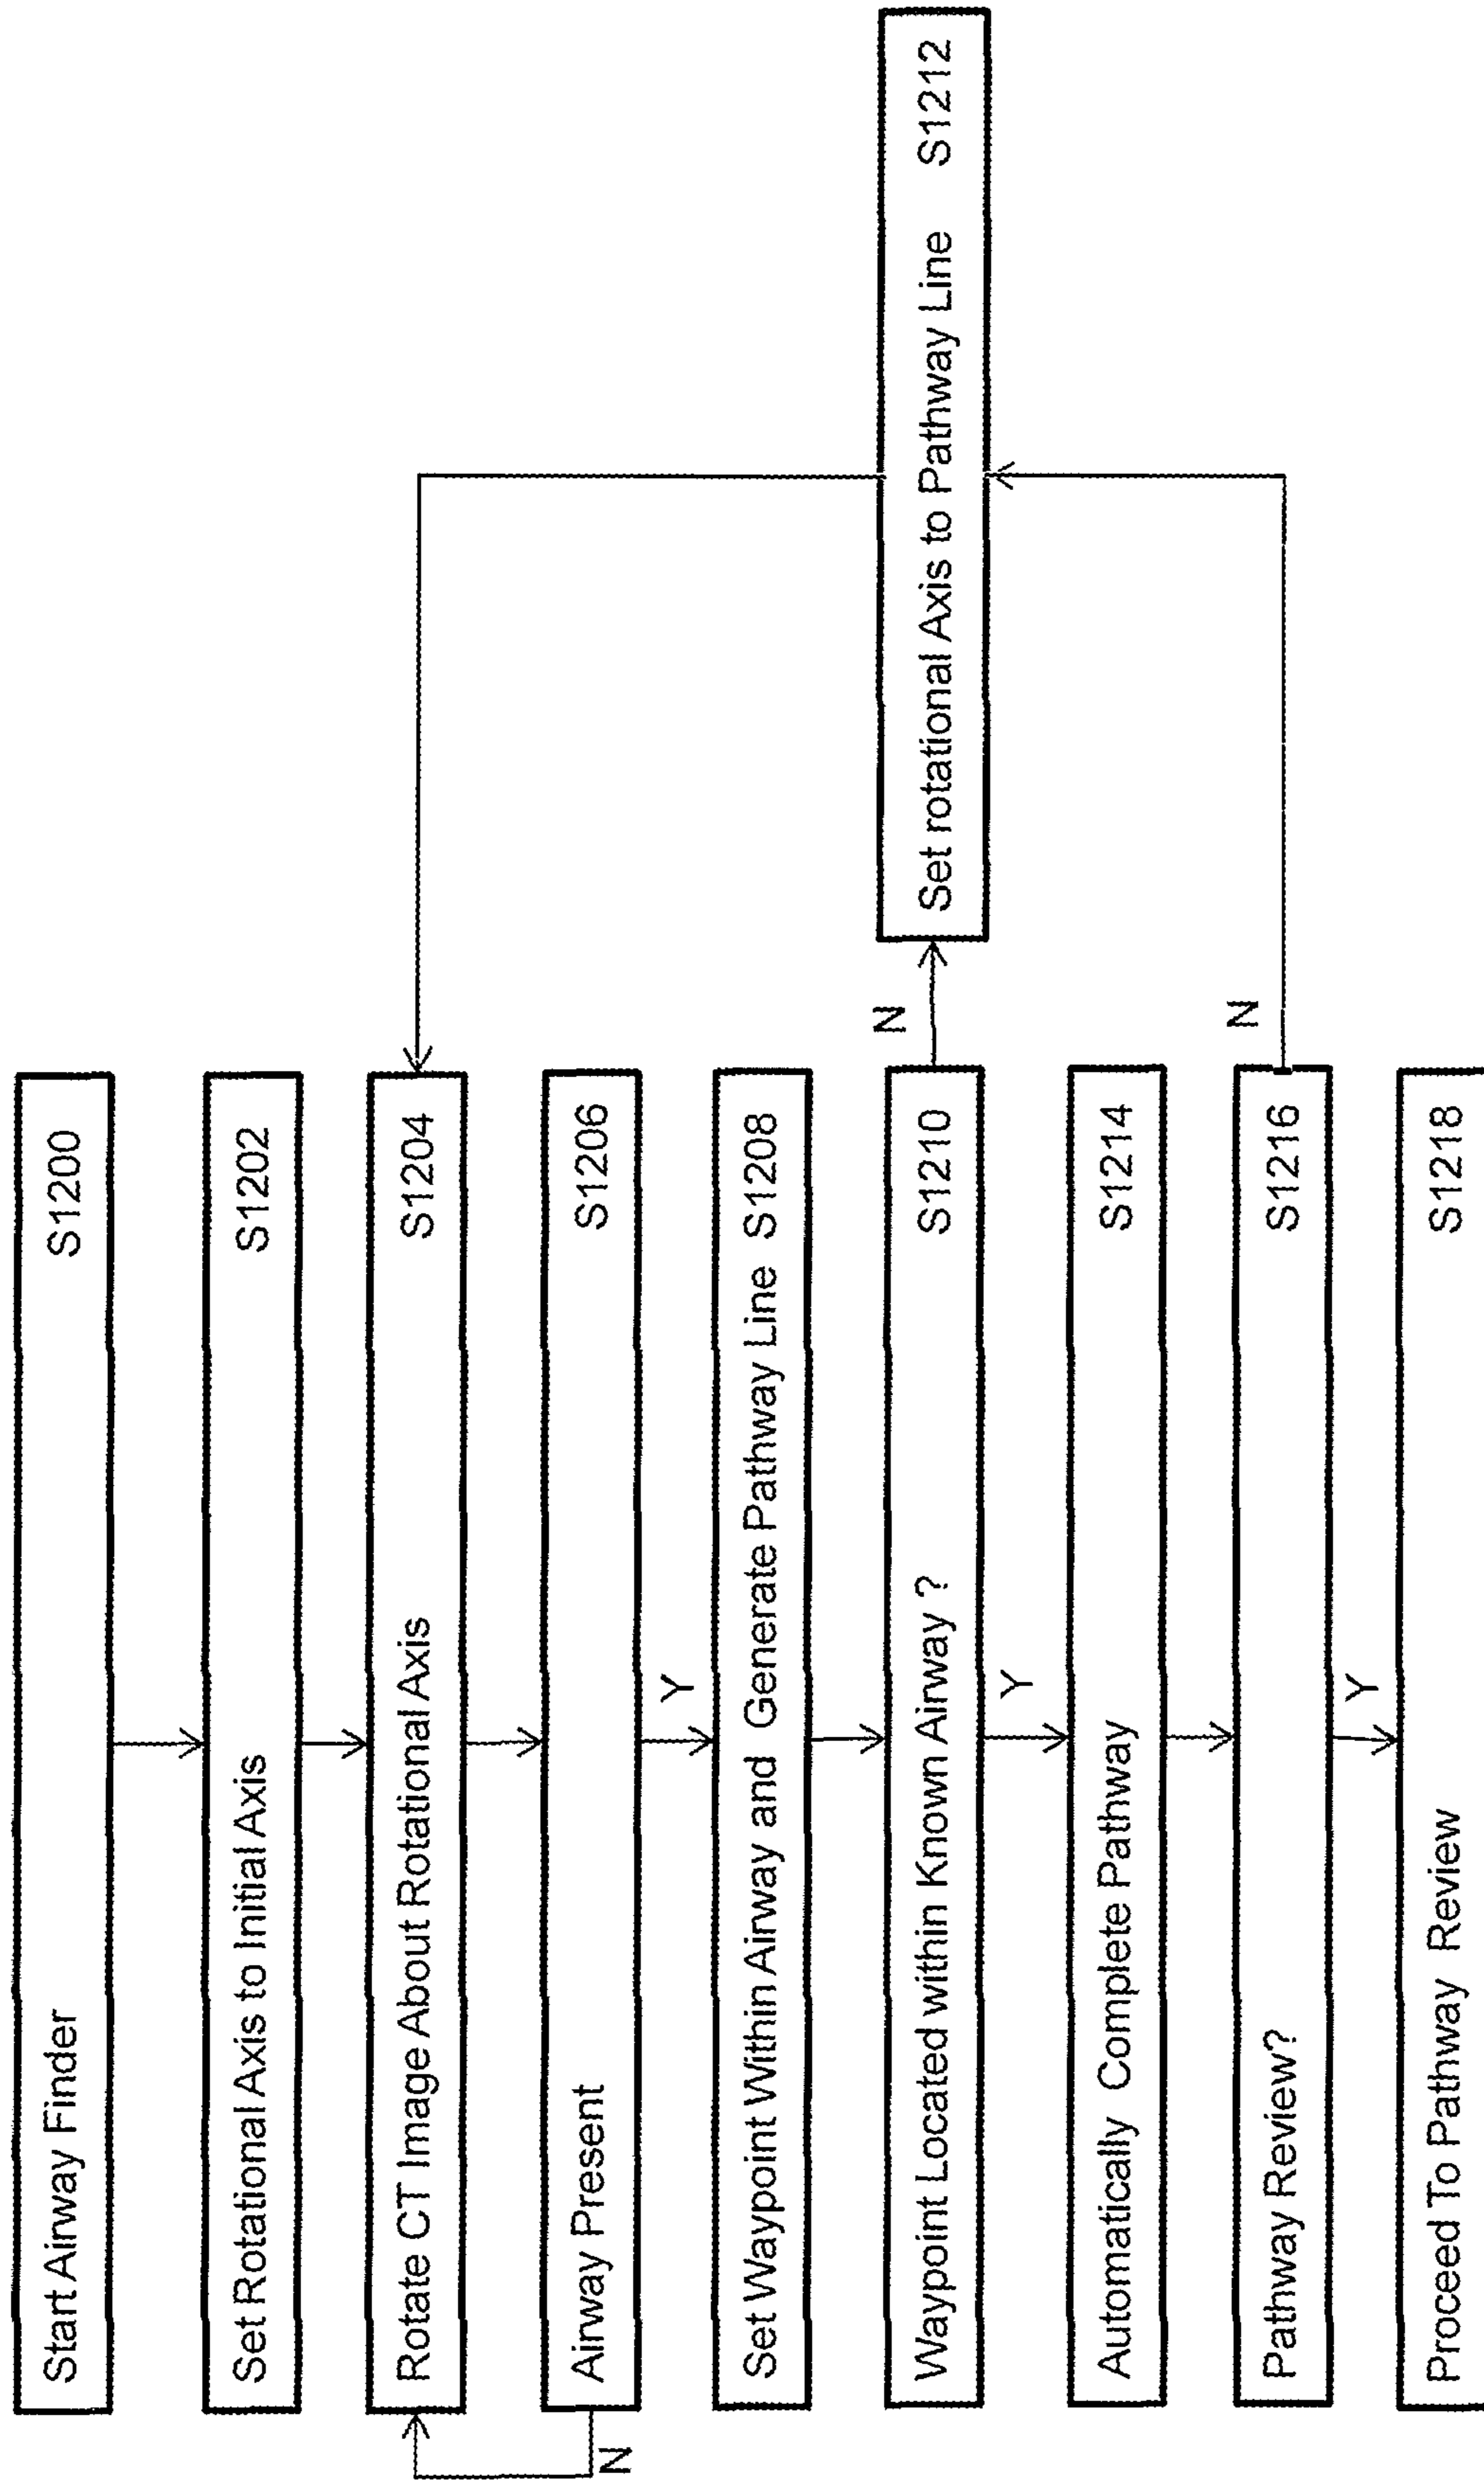 Start Airway Finder S1200
Set Rotational Axis to Initial Axis S1202
Rotate CT Image About Rotational Axis S1204
Airway Present S1206
N
Y
Set Waypoint Within Airway and Generate Pathway Line S1208
Waypoint Located within Known Airway ? S1210
N
Set rotational Axis to Pathway Line S1212
Y
Automatically Complete Pathway S1214
Pathway Review? S1216
N
Y
Proceed To Pathway Review S1218